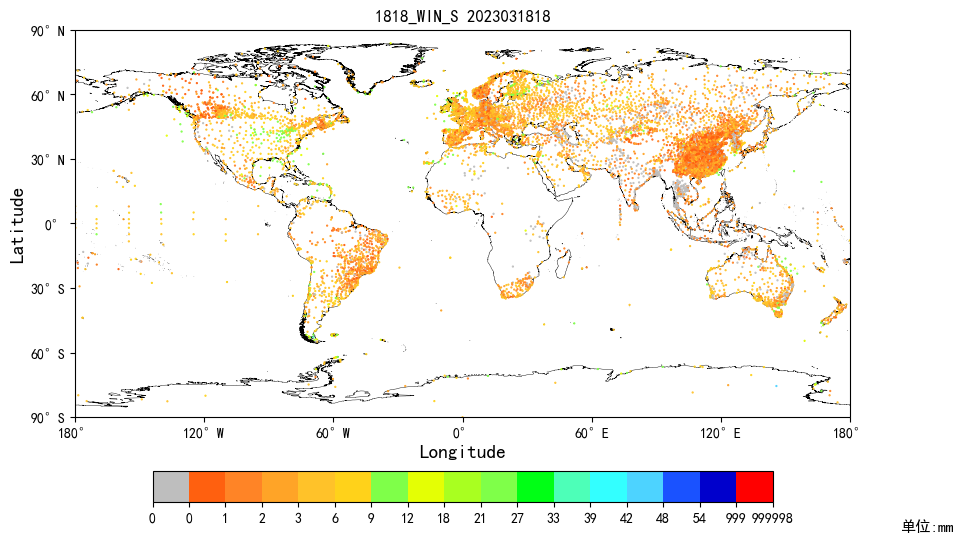 1818_WIN_S 2023031818
90° N
60° N
30° N
0°
30° S
60° S
90° S
Latitude
180° 120° W 60° W 0° 60° E 120° E 180°
Longitude
0 0 1 2 3 6 9 12 18 21 27 33 39 42 48 54 999 999998
单位:mm